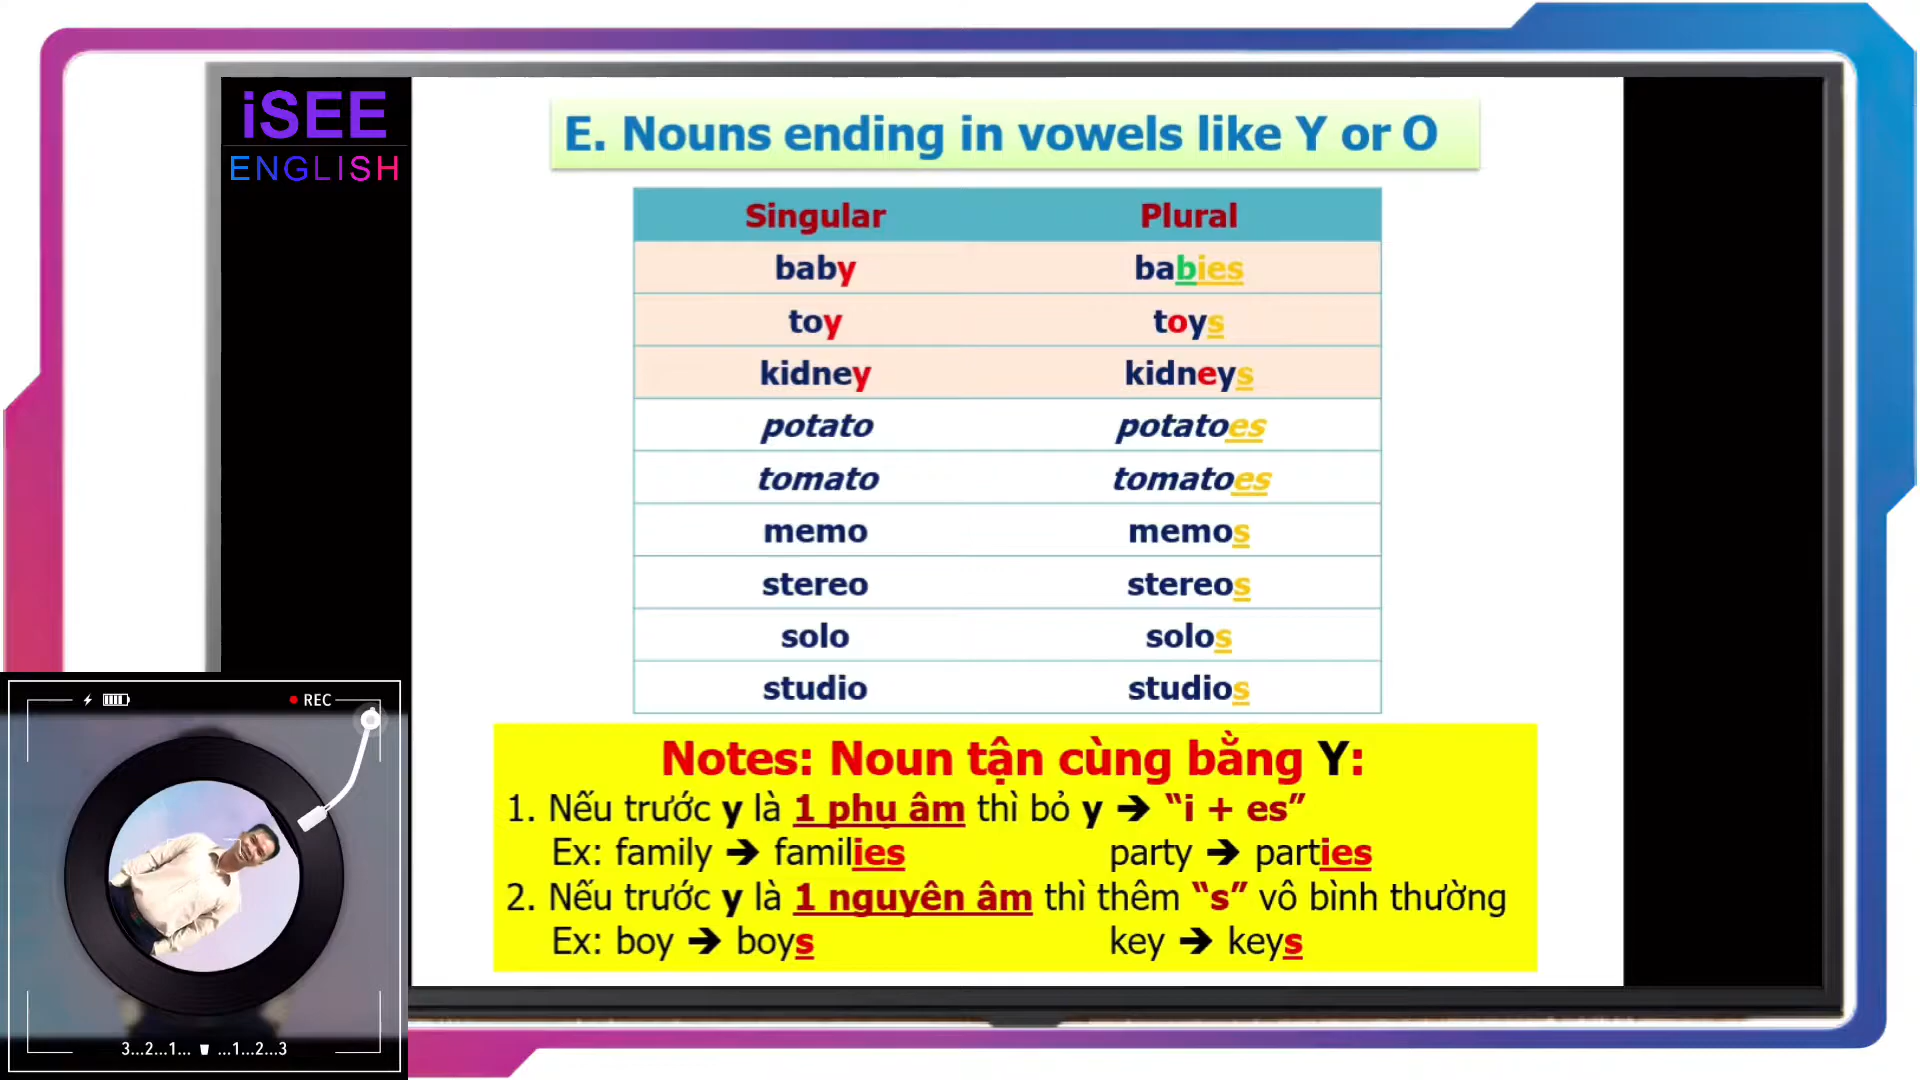 iSEE
ENGLISH
E. Nouns ending in vowels like Y or O
Singular Plural
baby babies
toy toys
kidney kidneys
potato potatoes
tomato tomatoes
memo memos
stereo stereos
solo solos
studio studios
Notes: Noun tận cùng bằng Y:
1. Nếu trước y là 1 phụ âm thì bỏ y ➔ “i + es”
Ex: family ➔ families party ➔ parties
2. Nếu trước y là 1 nguyên âm thì thêm “s” vô bình thường
Ex: boy ➔ boys key ➔ keys
REC
3...2...1... ...1...2...3